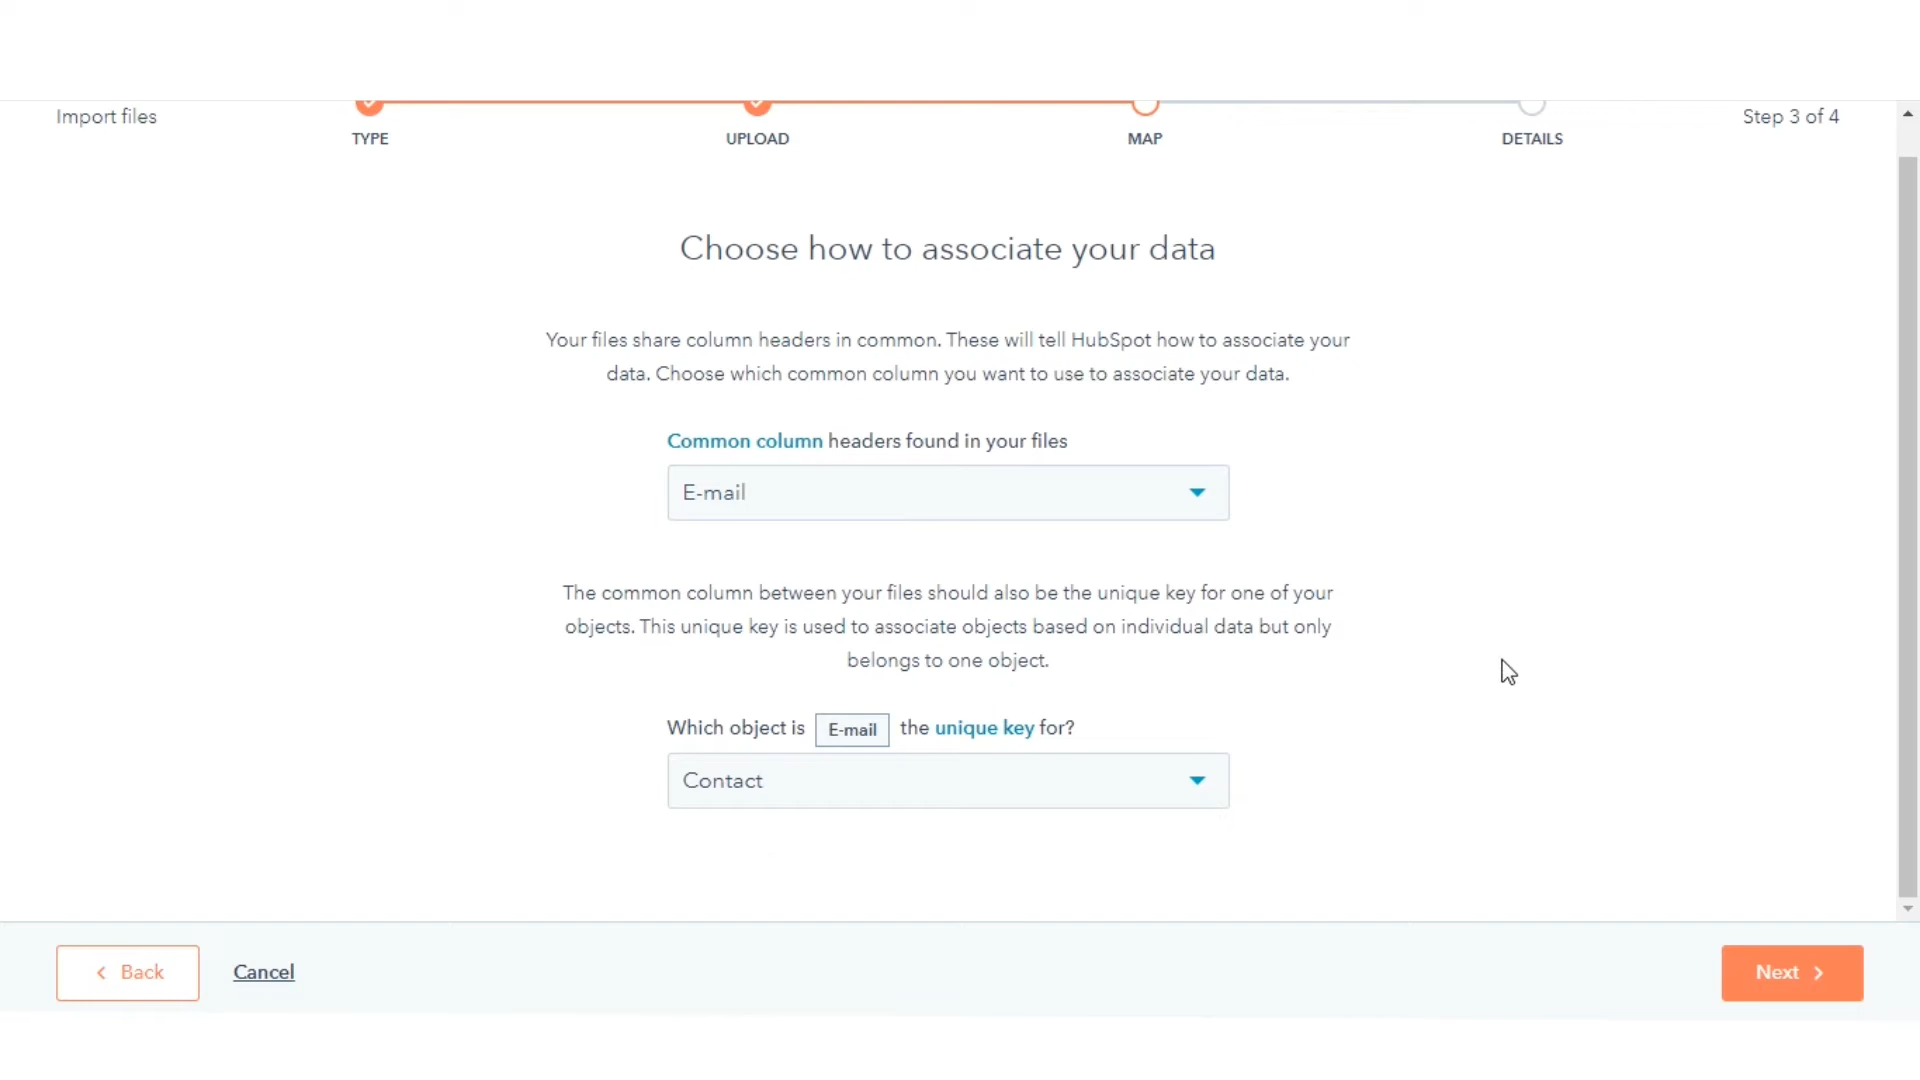 Import files
TYPE
UPLOAD
MAP
DETAILS
Step 3 of 4
Choose how to associate your data
Your files share column headers in common. These will tell HubSpot how to associate your
data. Choose which common column you want to use to associate your data.
Common column headers found in your files
E-mail
The common column between your files should also be the unique key for one of your
objects. This unique key is used to associate objects based on individual data but only
belongs to one object.
Which object is E-mail the unique key for?
Contact
Back
Cancel
Next